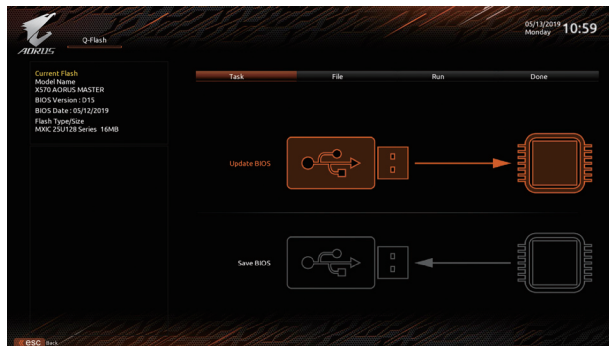 AORUS
Q-Flash
05/13/2019
Monday
10:59
Current Flash
Model Name
X570 AORUS MASTER
BIOS Version : D15
BIOS Date : 05/12/2019
Flash Type/Size
MXIC 25U128 Series 16MB
Task File Run Done
Update BIOS
Save BIOS
esc Back